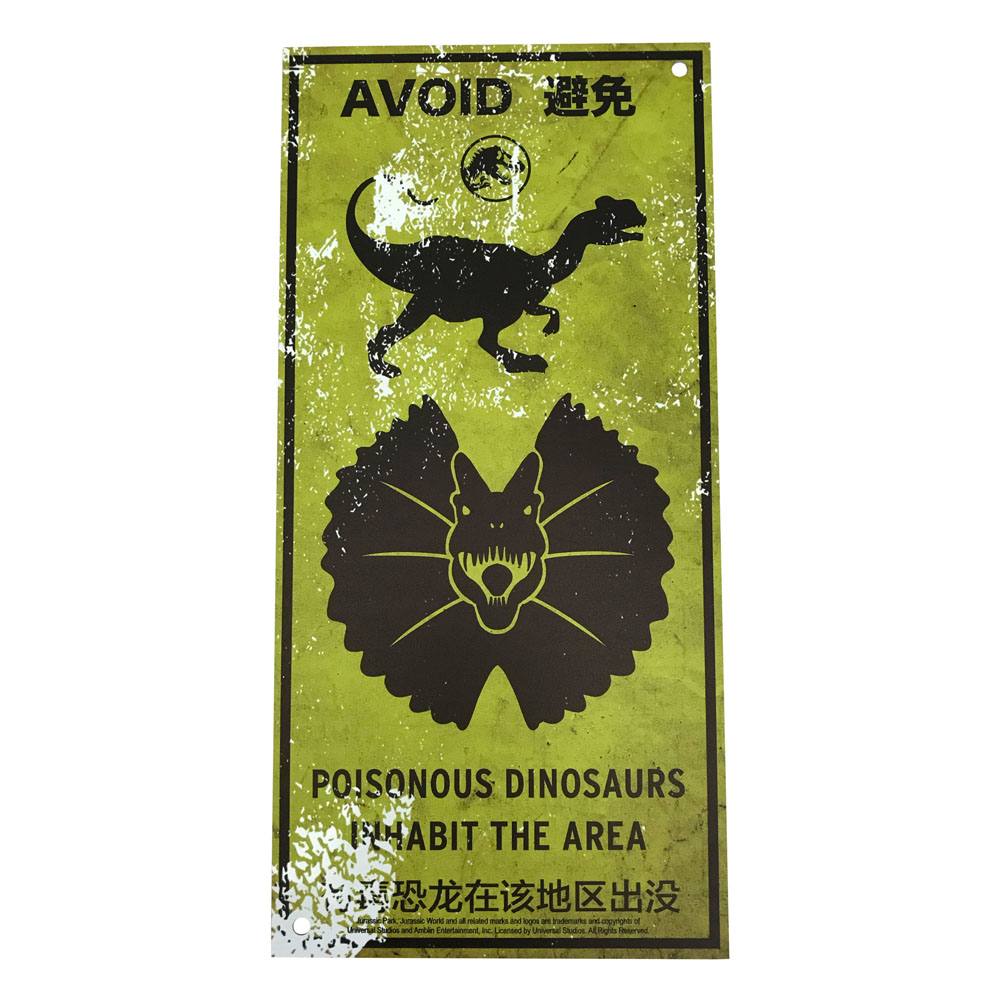 AVOID 避免
POISONOUS DINOSAURS
INHABIT THE AREA
恐龙在该地区出没
Jurassic Park, Jurassic World and all related marks and logos are trademarks and copyrights of
Universal Studios and Amblin Entertainment, Inc. Licensed by Universal Studios. All Rights Reserved.